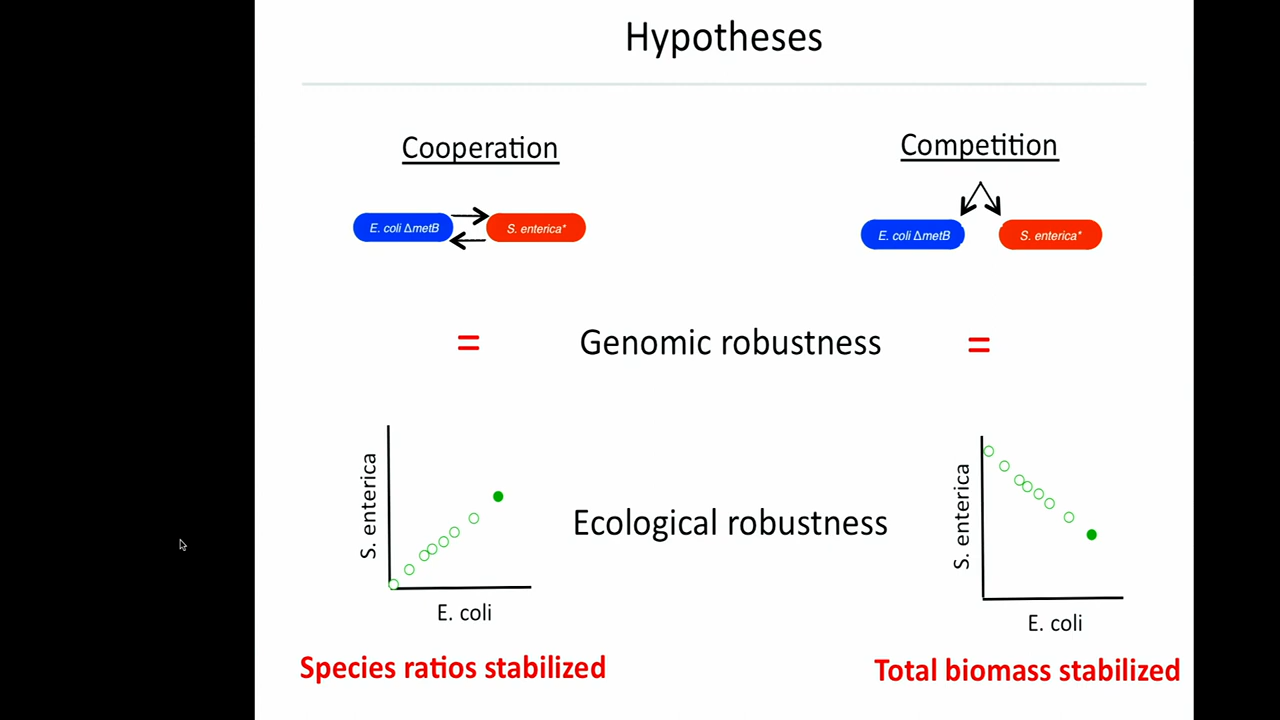 Hypotheses
Cooperation
Competition
E. coli ΔmetB
S. enterica*
E. coli ΔmetB
S. enterica*
= Genomic robustness =
S. enterica
E. coli
Ecological robustness
S. enterica
E. coli
Species ratios stabilized
Total biomass stabilized